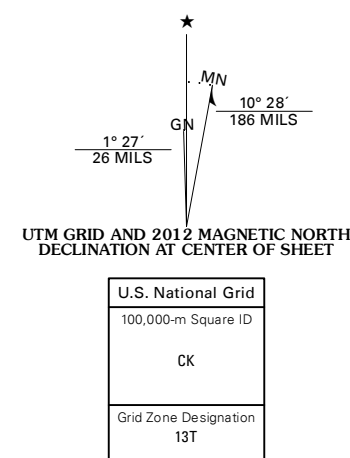 ★
MN
GN
10° 28´
186 MILS
1° 27´
26 MILS
UTM GRID AND 2012 MAGNETIC NORTH
DECLINATION AT CENTER OF SHEET
U.S. National Grid
100,000-m Square ID
CK
Grid Zone Designation
13T